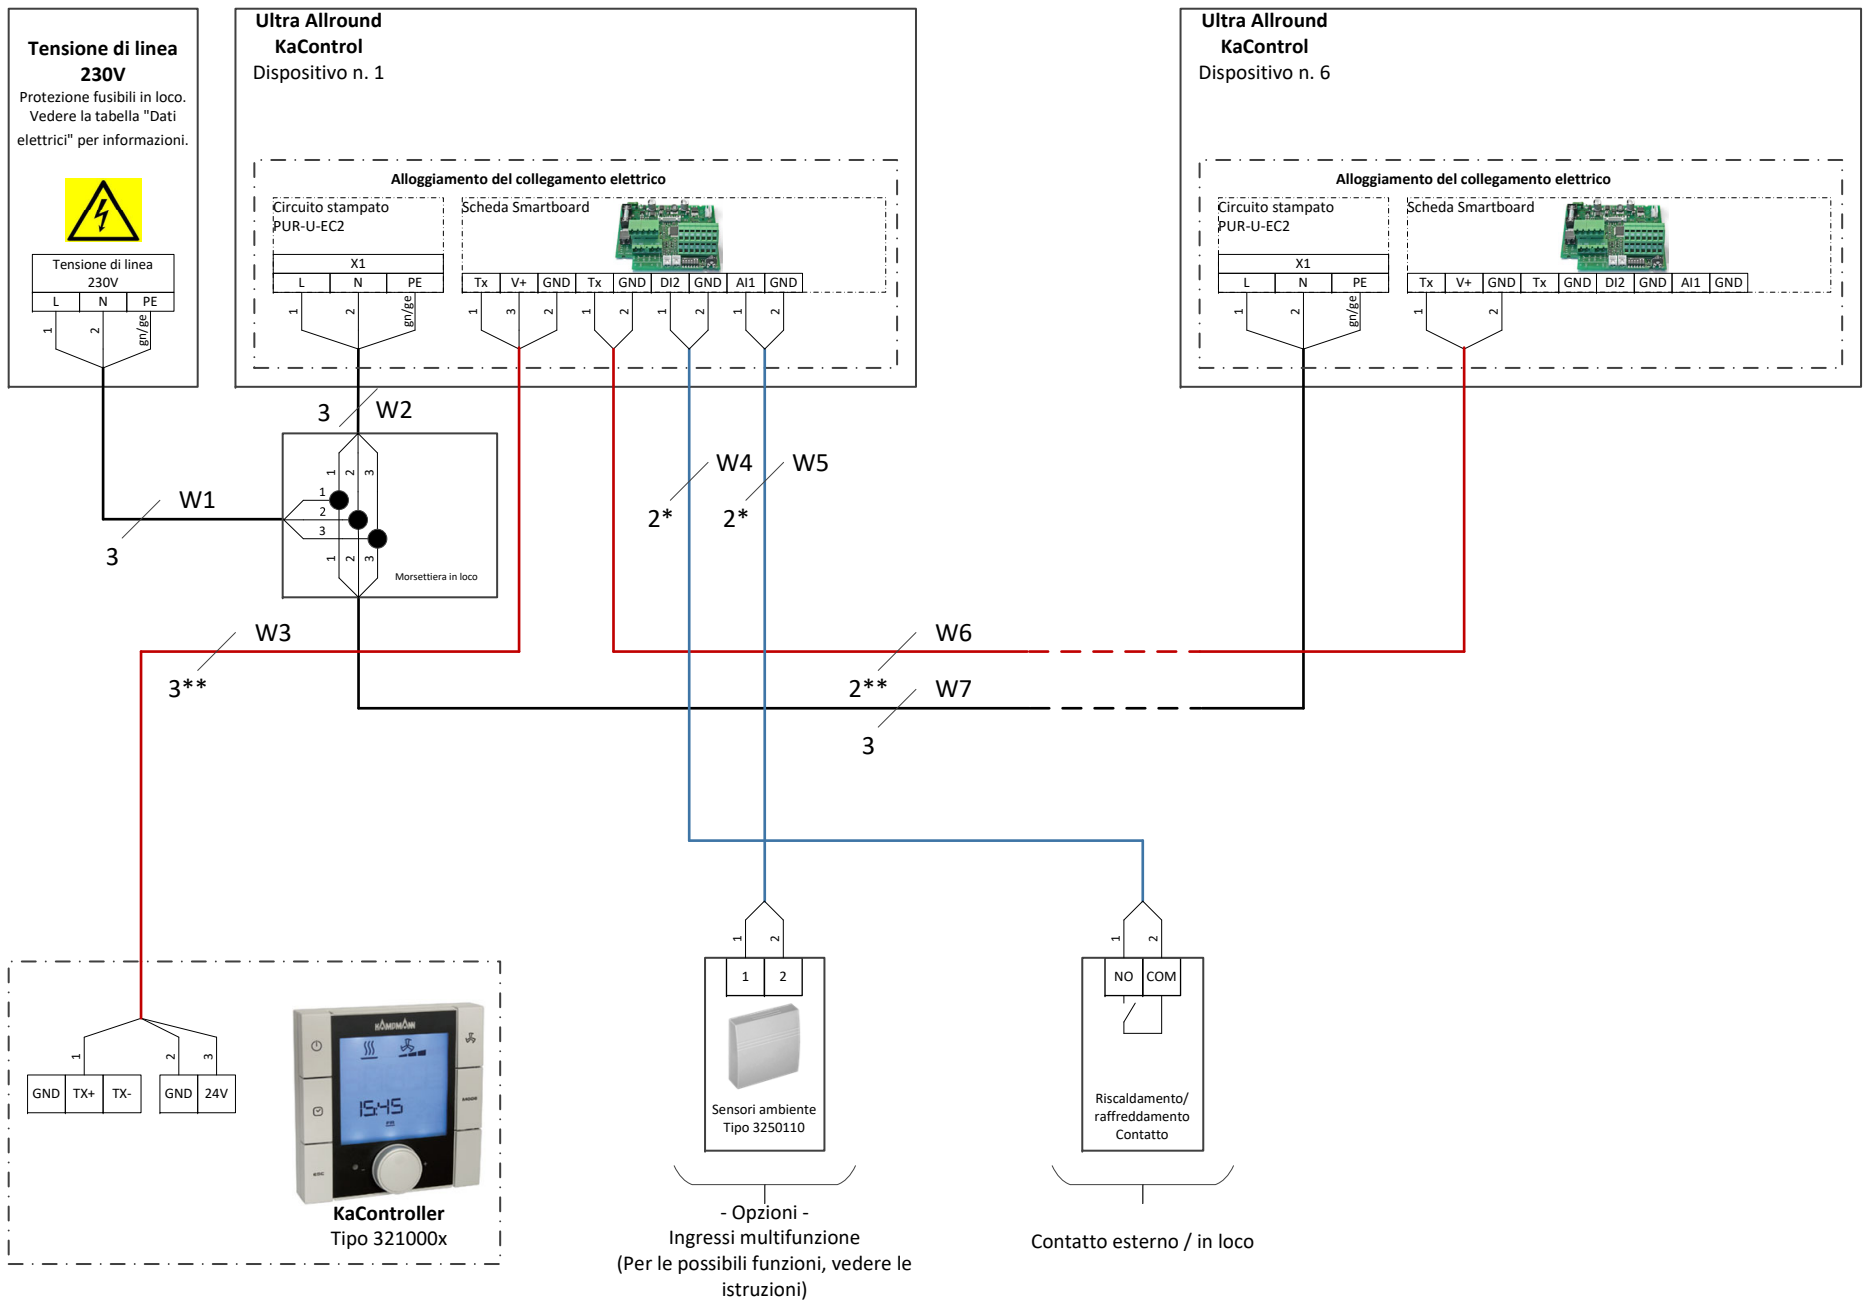 Tensione di linea
230V
Protezione fusibili in loco.
Vedere la tabella "Dati
elettrici" per informazioni.
Tensione di linea
230V
L N PE
1 2 gn/ge
Ultra Allround
KaControl
Dispositivo n. 1
Alloggiamento del collegamento elettrico
Circuito stampato
PUR-U-EC2
Scheda Smartboard
X1
L N PE
Tx V+ GND Tx GND DI2 GND AI1 GND
1 2 gn/ge
1 3 2 1 2 1 2 1 2
Ultra Allround
KaControl
Dispositivo n. 6
Alloggiamento del collegamento elettrico
Circuito stampato
PUR-U-EC2
Scheda Smartboard
X1
L N PE
Tx V+ GND Tx GND DI2 GND AI1 GND
1 2 gn/ge
1 2
3 W2
W1
3
1 2 3
1
2
3
1 2 3
Morsettiera in loco
W4
2*
W5
2*
W3
3**
W6
2**
W7
3
1 2 3
GND TX+ TX- GND 24V
KAMPMANN
15:45
ESC
KaController
Tipo 321000x
1 2
1 2
Sensori ambiente
Tipo 3250110
- Opzioni -
Ingressi multifunzione
(Per le possibili funzioni, vedere le
istruzioni)
1 2
NO COM
Riscaldamento/
raffreddamento
Contatto
Contatto esterno / in loco